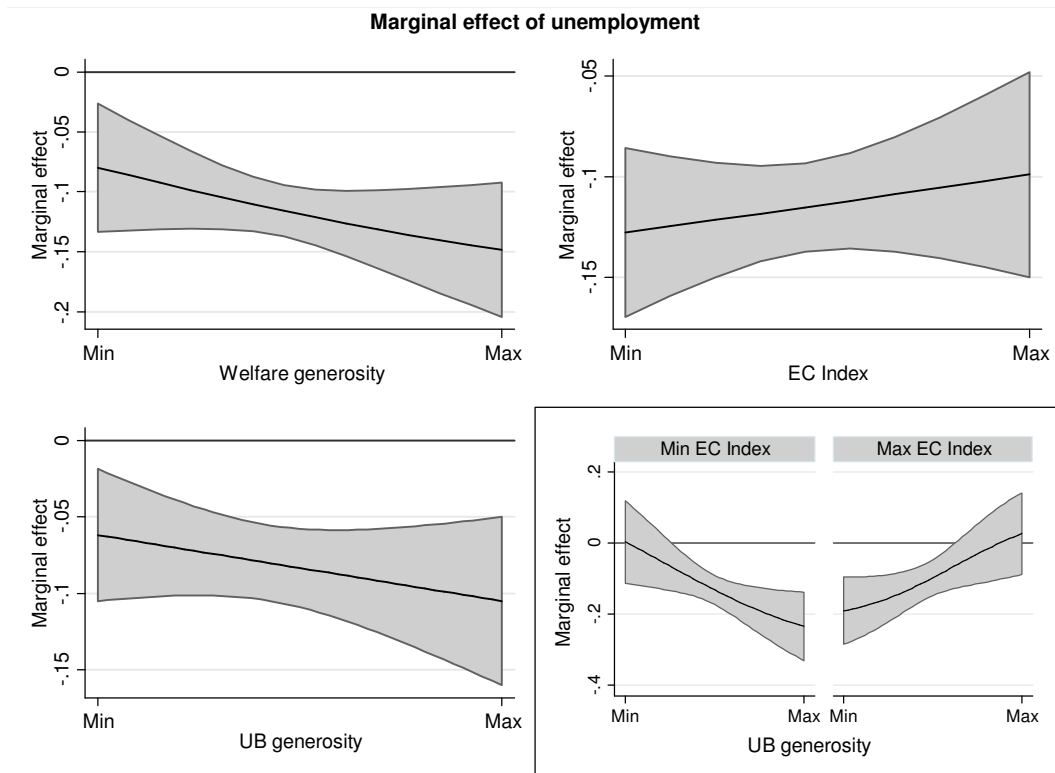 Marginal effect of unemployment
Marginal effect
0
-.05
-.1
-.15
-.2
Min
Max
Welfare generosity
Marginal effect
-.05
-.1
-.15
Min
Max
EC Index
Marginal effect
0
-.05
-.1
-.15
Min
Max
UB generosity
Min EC Index
Max EC Index
Marginal effect
.2
0
-.2
-.4
Min
Max
Min
Max
UB generosity